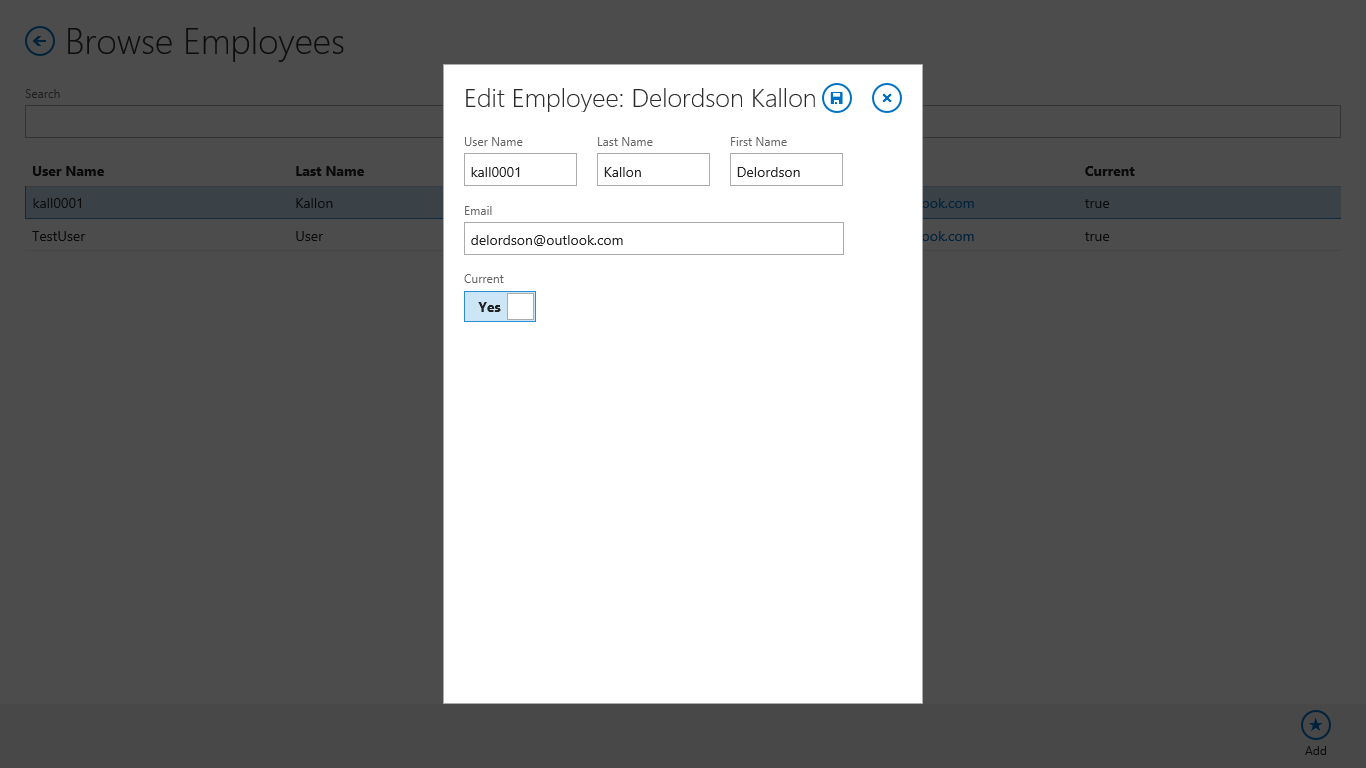 Browse Employees
Search
User Name Last Name Current
kall0001 Kallon ook.com true
TestUser User ook.com true
Edit Employee: Delordson Kallon
User Name Last Name First Name
kall0001 Kallon Delordson
Email
delordson@outlook.com
Current
Yes
Add